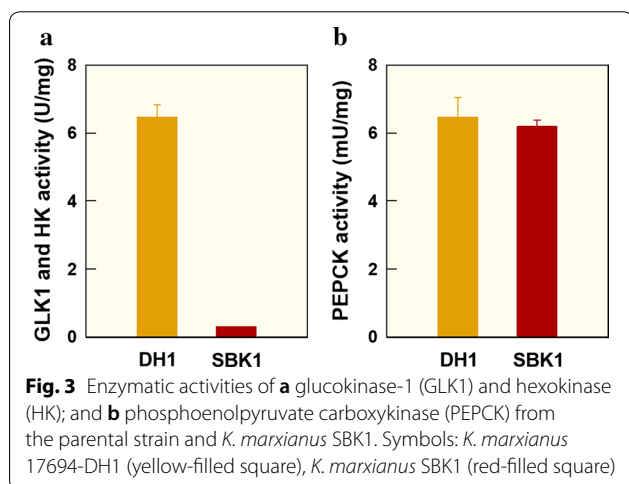 a
b
GLK1 and HK activity (U/mg)
8
6
4
2
0
DH1 SBK1
PEPCK activity (mU/mg)
8
6
4
2
0
DH1 SBK1
Fig. 3 Enzymatic activities of a glucokinase-1 (GLK1) and hexokinase
(HK); and b phosphoenolpyruvate carboxykinase (PEPCK) from
the parental strain and K. marxianus SBK1. Symbols: K. marxianus
17694-DH1 (yellow-filled square), K. marxianus SBK1 (red-filled square)